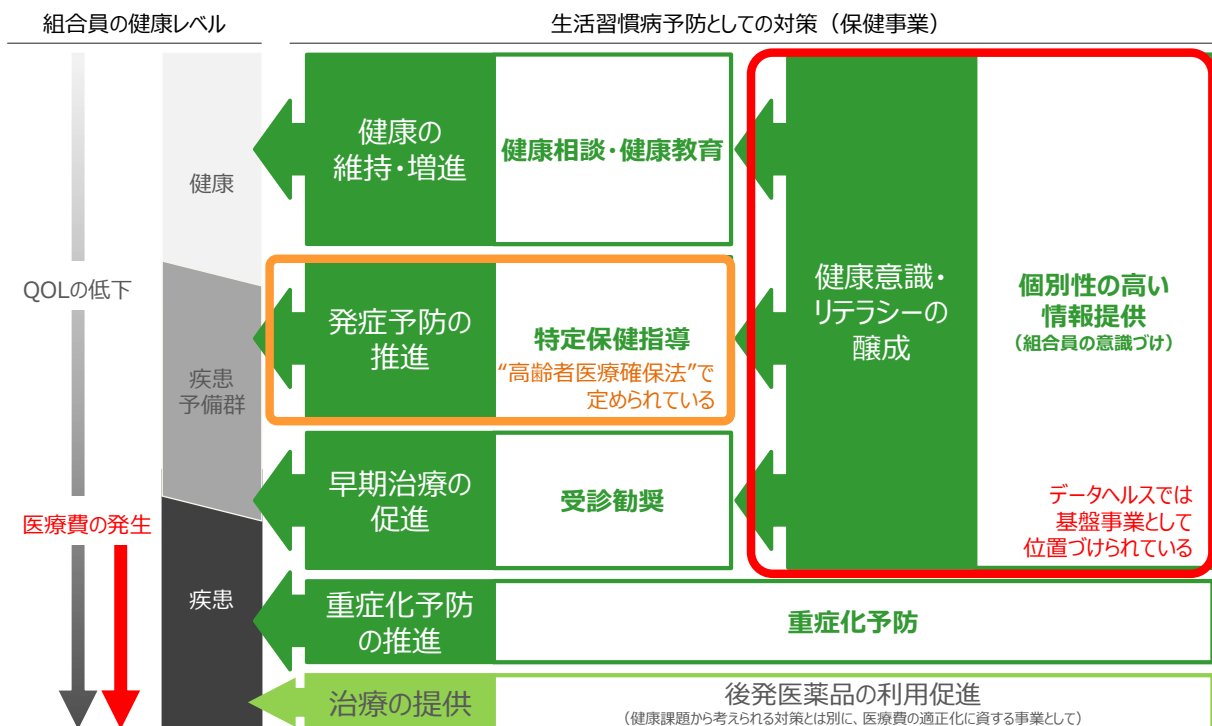 組合員の健康レベル
生活習慣病予防としての対策（保健事業）
健康
疾患
予備群
疾患
QOLの低下
医療費の発生
健康の
維持・増進
健康相談・健康教育
発症予防の
推進
特定保健指導
“高齢者医療確保法”で
定められている
早期治療の
促進
受診勧奨
健康意識・
リテラシーの
醸成
個別性の高い
情報提供
（組合員の意識づけ）
データヘルスでは
基盤事業として
位置づけられている
重症化予防
の推進
重症化予防
治療の提供
後発医薬品の利用促進
（健康課題から考えられる対策とは別に、医療費の適正化に資する事業として）